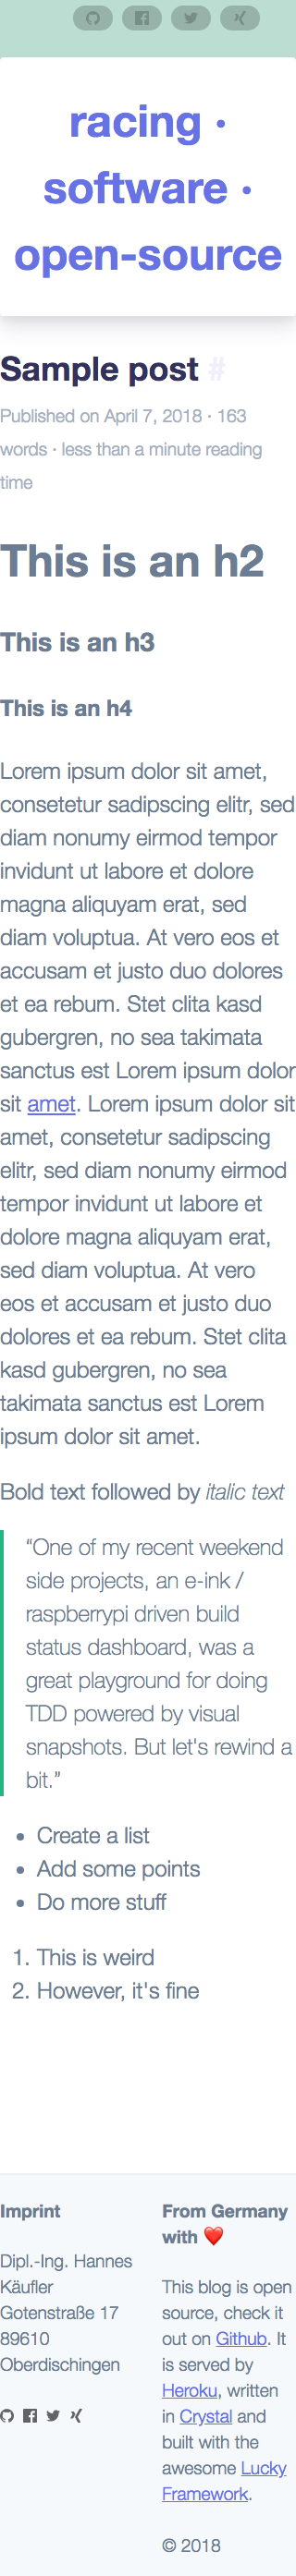 racing ·
software ·
open-source
Sample post #
Published on April 7, 2018 · 163
words · less than a minute reading
time
This is an h2
This is an h3
This is an h4
Lorem ipsum dolor sit amet,
consetetur sadipscing elitr, sed
diam nonumy eirmod tempor
invidunt ut labore et dolore
magna aliquyam erat, sed
diam voluptua. At vero eos et
accusam et justo duo dolores
et ea rebum. Stet clita kasd
gubergren, no sea takimata
sanctus est Lorem ipsum dolor
sit amet. Lorem ipsum dolor sit
amet, consetetur sadipscing
elitr, sed diam nonumy eirmod
tempor invidunt ut labore et
dolore magna aliquyam erat,
sed diam voluptua. At vero
eos et accusam et justo duo
dolores et ea rebum. Stet clita
kasd gubergren, no sea
takimata sanctus est Lorem
ipsum dolor sit amet.
Bold text followed by italic text
“One of my recent weekend
side projects, an e-ink /
raspberrypi driven build
status dashboard, was a
great playground for doing
TDD powered by visual
snapshots. But let's rewind a
bit.”
• Create a list
• Add some points
• Do more stuff
1. This is weird
2. However, it's fine
Imprint
Dipl.-Ing. Hannes
Käufler
Gotenstraße 17
89610
Oberdischingen
From Germany
with ❤️
This blog is open
source, check it
out on Github. It
is served by
Heroku, written
in Crystal and
built with the
awesome Lucky
Framework.
© 2018